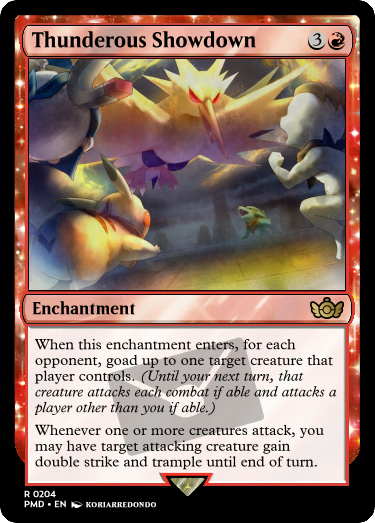 Thunderous Showdown 3
Enchantment
When this enchantment enters, for each
opponent, goad up to one target creature that
player controls. (Until your next turn, that
creature attacks each combat if able and attacks a
player other than you if able.)
Whenever one or more creatures attack, you
may have target attacking creature gain
double strike and trample until end of turn.
R 0204
PMD • EN KORIARREDONDO